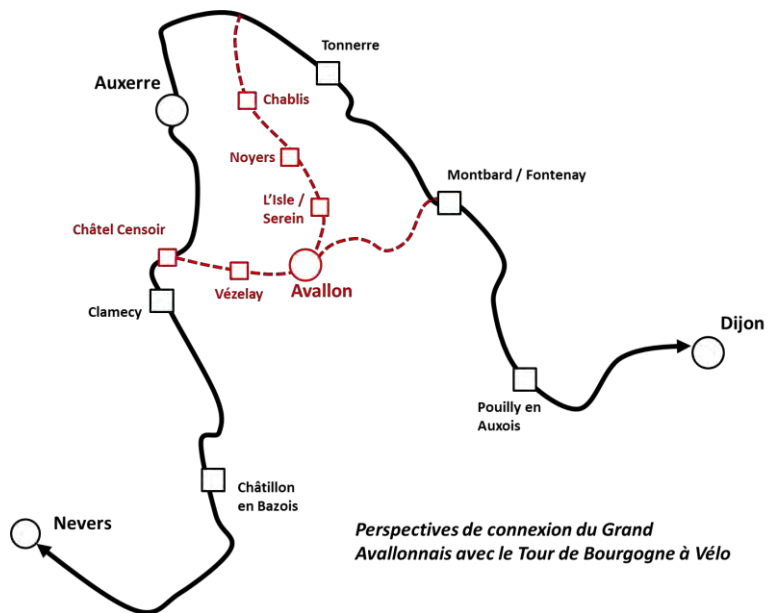 Tonnerre
Auxerre
Chablis
Noyers
Montbard / Fontenay
L'Isle /
Serein
Châtel Censoir
Vézelay
Avallon
Clamecy
Dijon
Pouilly en
Auxois
Châtillon
en Bazois
Nevers
Perspectives de connexion du Grand
Avallonnais avec le Tour de Bourgogne à Vélo